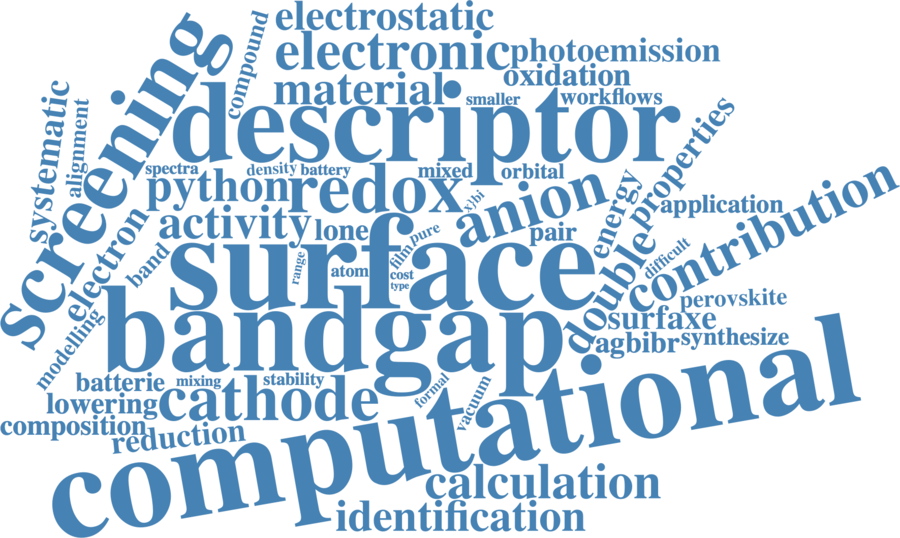 electrostatic
compound
electronic
photoemission
oxidation
material
smaller
workflows
screening
descriptor
systematic
alignment
properties
spectra
density
battery
mixed
orbital
python
redox
x}bi
anion
energy
application
contribution
activity
lone
pure
pair
electron
band
surface
film
range
atom
cost
type
double
difficult
perovskite
bandgap
surfaxe
agbibr
synthesize
modelling
batterie
mixing
stability
formal
vacuum
lowering
cathode
composition
reduction
computational
calculation
identification